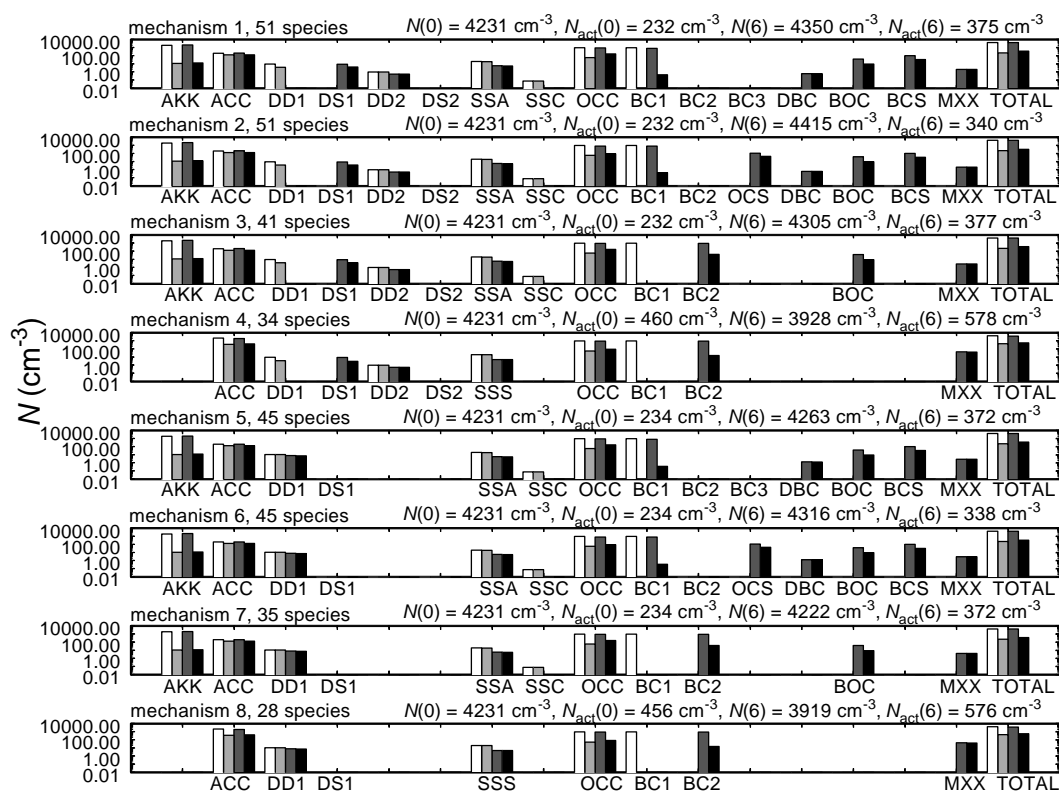 N (cm⁻³)
mechanism 1, 51 species N(0) = 4231 cm⁻³, Nact(0) = 232 cm⁻³, N(6) = 4350 cm⁻³, Nact(6) = 375 cm⁻³
10000.00
100.00
1.00
0.01
AKK ACC DD1 DS1 DD2 DS2 SSA SSC OCC BC1 BC2 BC3 DBC BOC BCS MXX TOTAL
mechanism 2, 51 species N(0) = 4231 cm⁻³, Nact(0) = 232 cm⁻³, N(6) = 4415 cm⁻³, Nact(6) = 340 cm⁻³
10000.00
100.00
1.00
0.01
AKK ACC DD1 DS1 DD2 DS2 SSA SSC OCC BC1 BC2 OCS DBC BOC BCS MXX TOTAL
mechanism 3, 41 species N(0) = 4231 cm⁻³, Nact(0) = 232 cm⁻³, N(6) = 4305 cm⁻³, Nact(6) = 377 cm⁻³
10000.00
100.00
1.00
0.01
AKK ACC DD1 DS1 DD2 DS2 SSA SSC OCC BC1 BC2 BOC MXX TOTAL
mechanism 4, 34 species N(0) = 4231 cm⁻³, Nact(0) = 460 cm⁻³, N(6) = 3928 cm⁻³, Nact(6) = 578 cm⁻³
10000.00
100.00
1.00
0.01
ACC DD1 DS1 DD2 DS2 SSS OCC BC1 BC2 MXX TOTAL
mechanism 5, 45 species N(0) = 4231 cm⁻³, Nact(0) = 234 cm⁻³, N(6) = 4263 cm⁻³, Nact(6) = 372 cm⁻³
10000.00
100.00
1.00
0.01
AKK ACC DD1 DS1 SSA SSC OCC BC1 BC2 BC3 DBC BOC BCS MXX TOTAL
mechanism 6, 45 species N(0) = 4231 cm⁻³, Nact(0) = 234 cm⁻³, N(6) = 4316 cm⁻³, Nact(6) = 338 cm⁻³
10000.00
100.00
1.00
0.01
AKK ACC DD1 DS1 SSA SSC OCC BC1 BC2 OCS DBC BOC BCS MXX TOTAL
mechanism 7, 35 species N(0) = 4231 cm⁻³, Nact(0) = 234 cm⁻³, N(6) = 4222 cm⁻³, Nact(6) = 372 cm⁻³
10000.00
100.00
1.00
0.01
AKK ACC DD1 DS1 SSA SSC OCC BC1 BC2 BOC MXX TOTAL
mechanism 8, 28 species N(0) = 4231 cm⁻³, Nact(0) = 456 cm⁻³, N(6) = 3919 cm⁻³, Nact(6) = 576 cm⁻³
10000.00
100.00
1.00
0.01
ACC DD1 DS1 SSS OCC BC1 BC2 MXX TOTAL